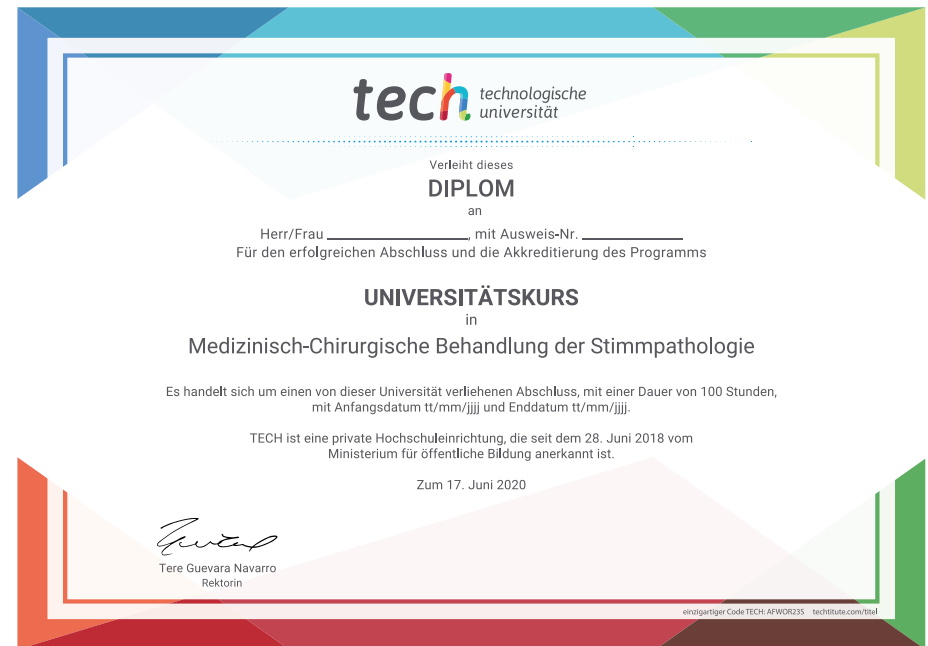 tech technologische
universität
Verleiht dieses
DIPLOM
an
Herr/Frau ____________, mit Ausweis-Nr. ____________
Für den erfolgreichen Abschluss und die Akkreditierung des Programms
UNIVERSITÄTSKURS
in
Medizinisch-Chirurgische Behandlung der Stimmpathologie
Es handelt sich um einen von dieser Universität verliehenen Abschluss, mit einer Dauer von 100 Stunden,
mit Anfangsdatum tt/mm/jjjj und Enddatum tt/mm/jjjj.
TECH ist eine private Hochschuleinrichtung, die seit dem 28. Juni 2018 vom
Ministerium für öffentliche Bildung anerkannt ist.
Zum 17. Juni 2020
Tere Guevara Navarro
Rektorin
einzigartiger Code TECH: AFWOR23S techtitute.com/titel